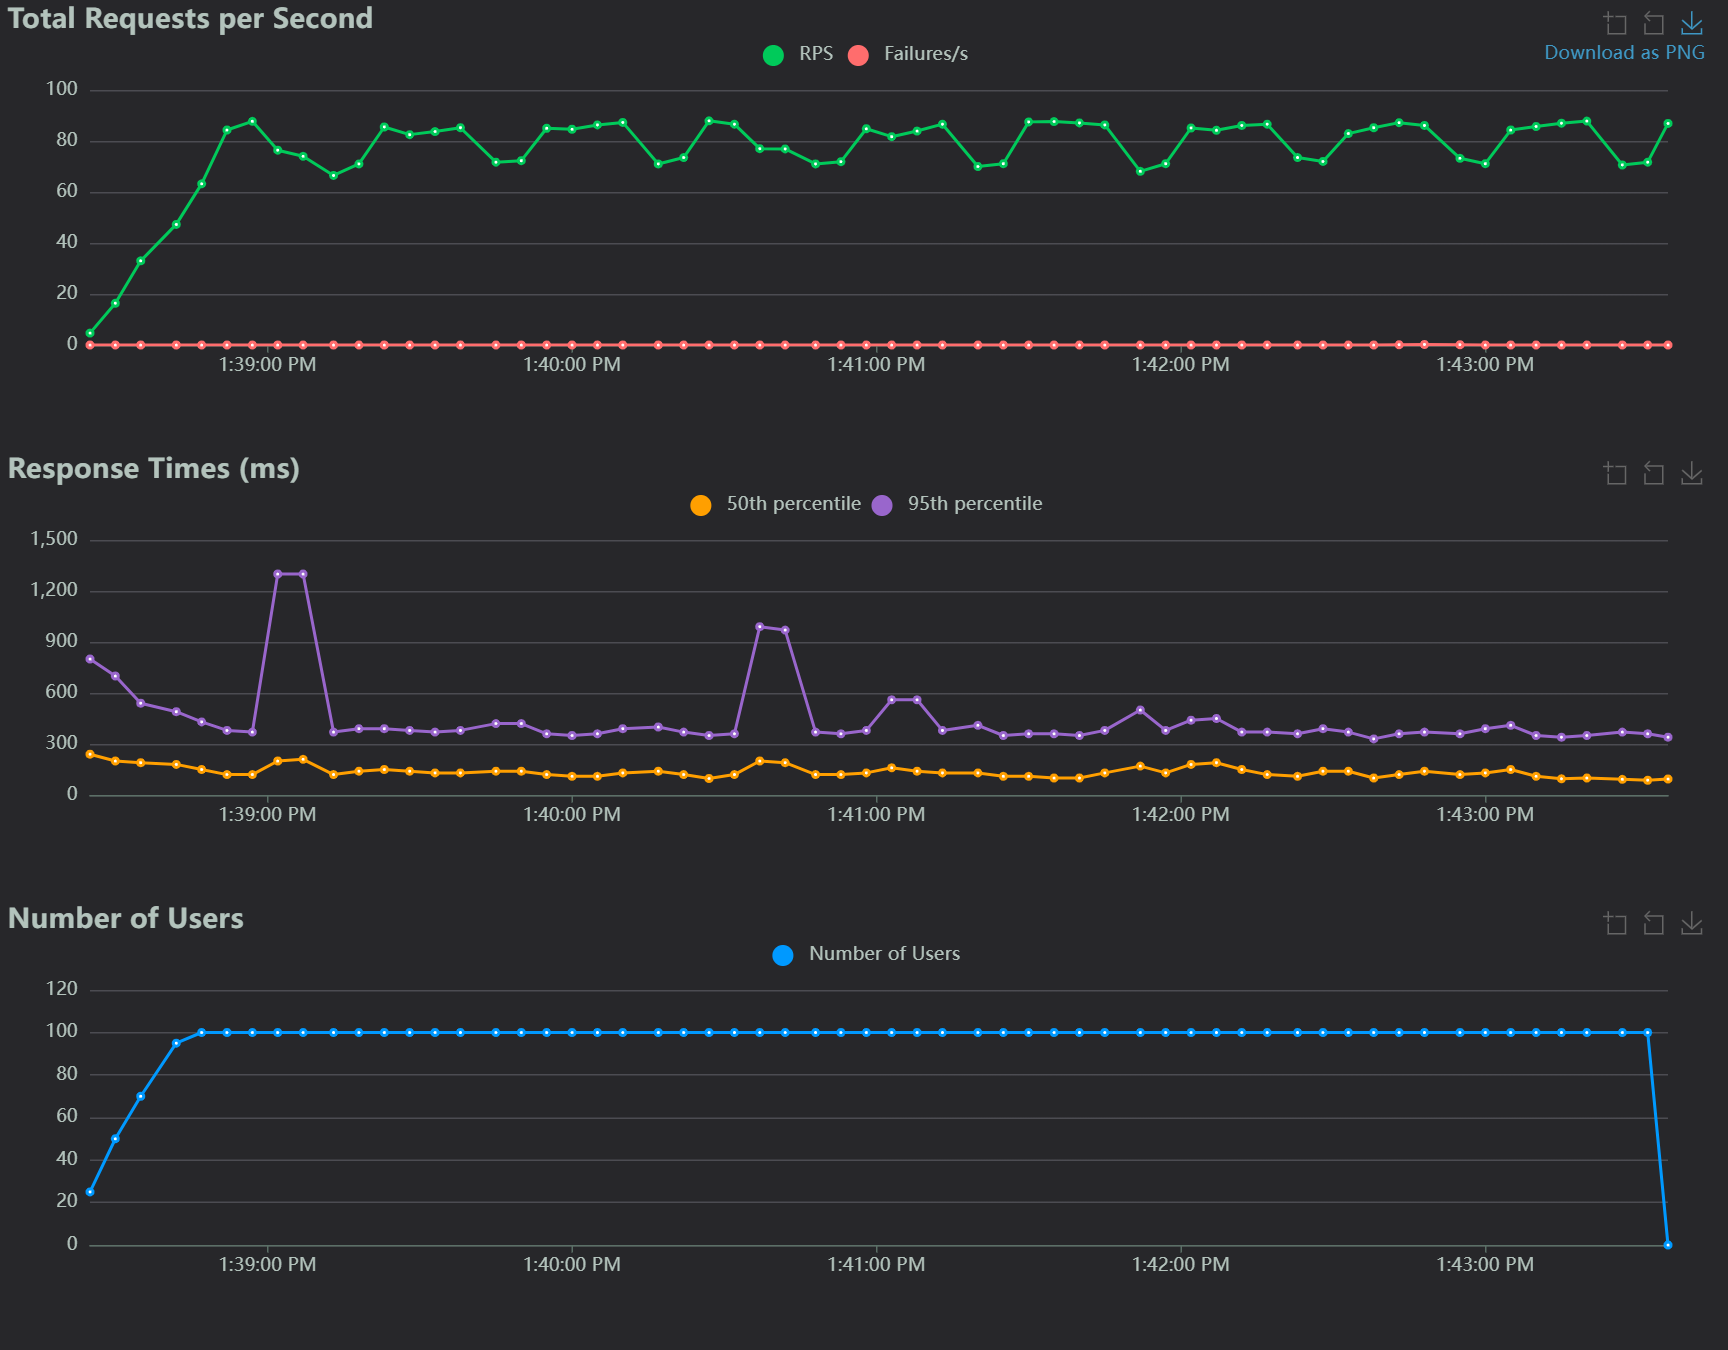 Total Requests per Second
RPS Failures/s
Download as PNG
100
80
60
40
20
0
1:39:00 PM 1:40:00 PM 1:41:00 PM 1:42:00 PM 1:43:00 PM
Response Times (ms)
50th percentile 95th percentile
1,500
1,200
900
600
300
0
1:39:00 PM 1:40:00 PM 1:41:00 PM 1:42:00 PM 1:43:00 PM
Number of Users
Number of Users
120
100
80
60
40
20
0
1:39:00 PM 1:40:00 PM 1:41:00 PM 1:42:00 PM 1:43:00 PM